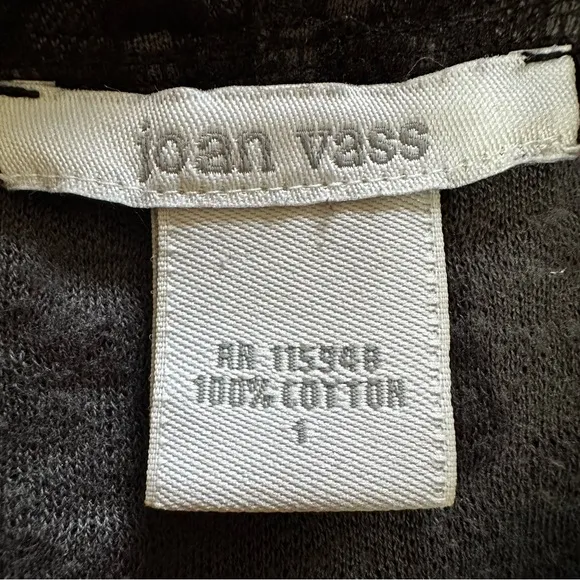 joan vass
RN 115948
100% COTTON
1